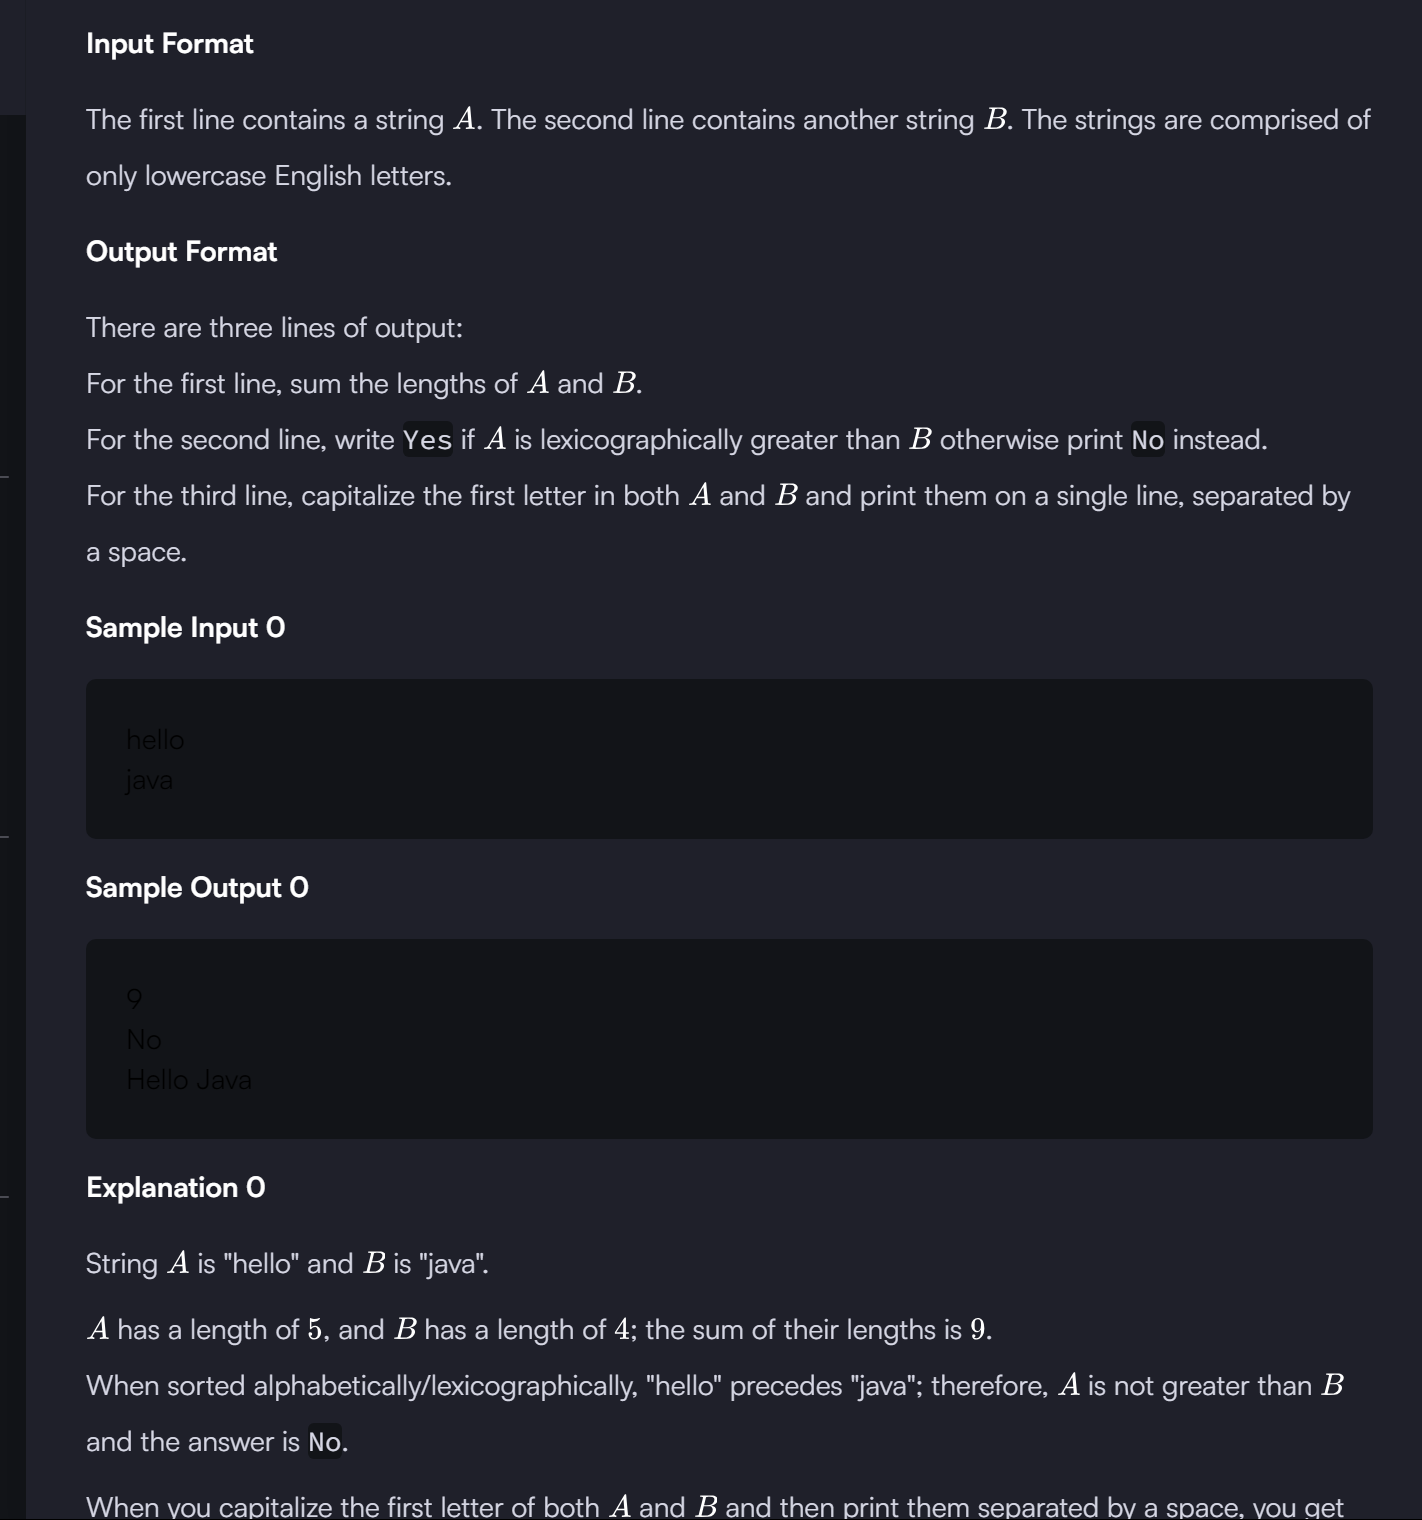 Input Format
The first line contains a string A. The second line contains another string B. The strings are comprised of
only lowercase English letters.
Output Format
There are three lines of output:
For the first line, sum the lengths of A and B.
For the second line, write Yes if A is lexicographically greater than B otherwise print No instead.
For the third line, capitalize the first letter in both A and B and print them on a single line, separated by
a space.
Sample Input 0
hello
java
Sample Output 0
9
No
Hello Java
Explanation 0
String A is "hello" and B is "java".
A has a length of 5, and B has a length of 4; the sum of their lengths is 9.
When sorted alphabetically/lexicographically, "hello" precedes "java"; therefore, A is not greater than B
and the answer is No.
When you capitalize the first letter of both A and B and then print them separated by a space, you get